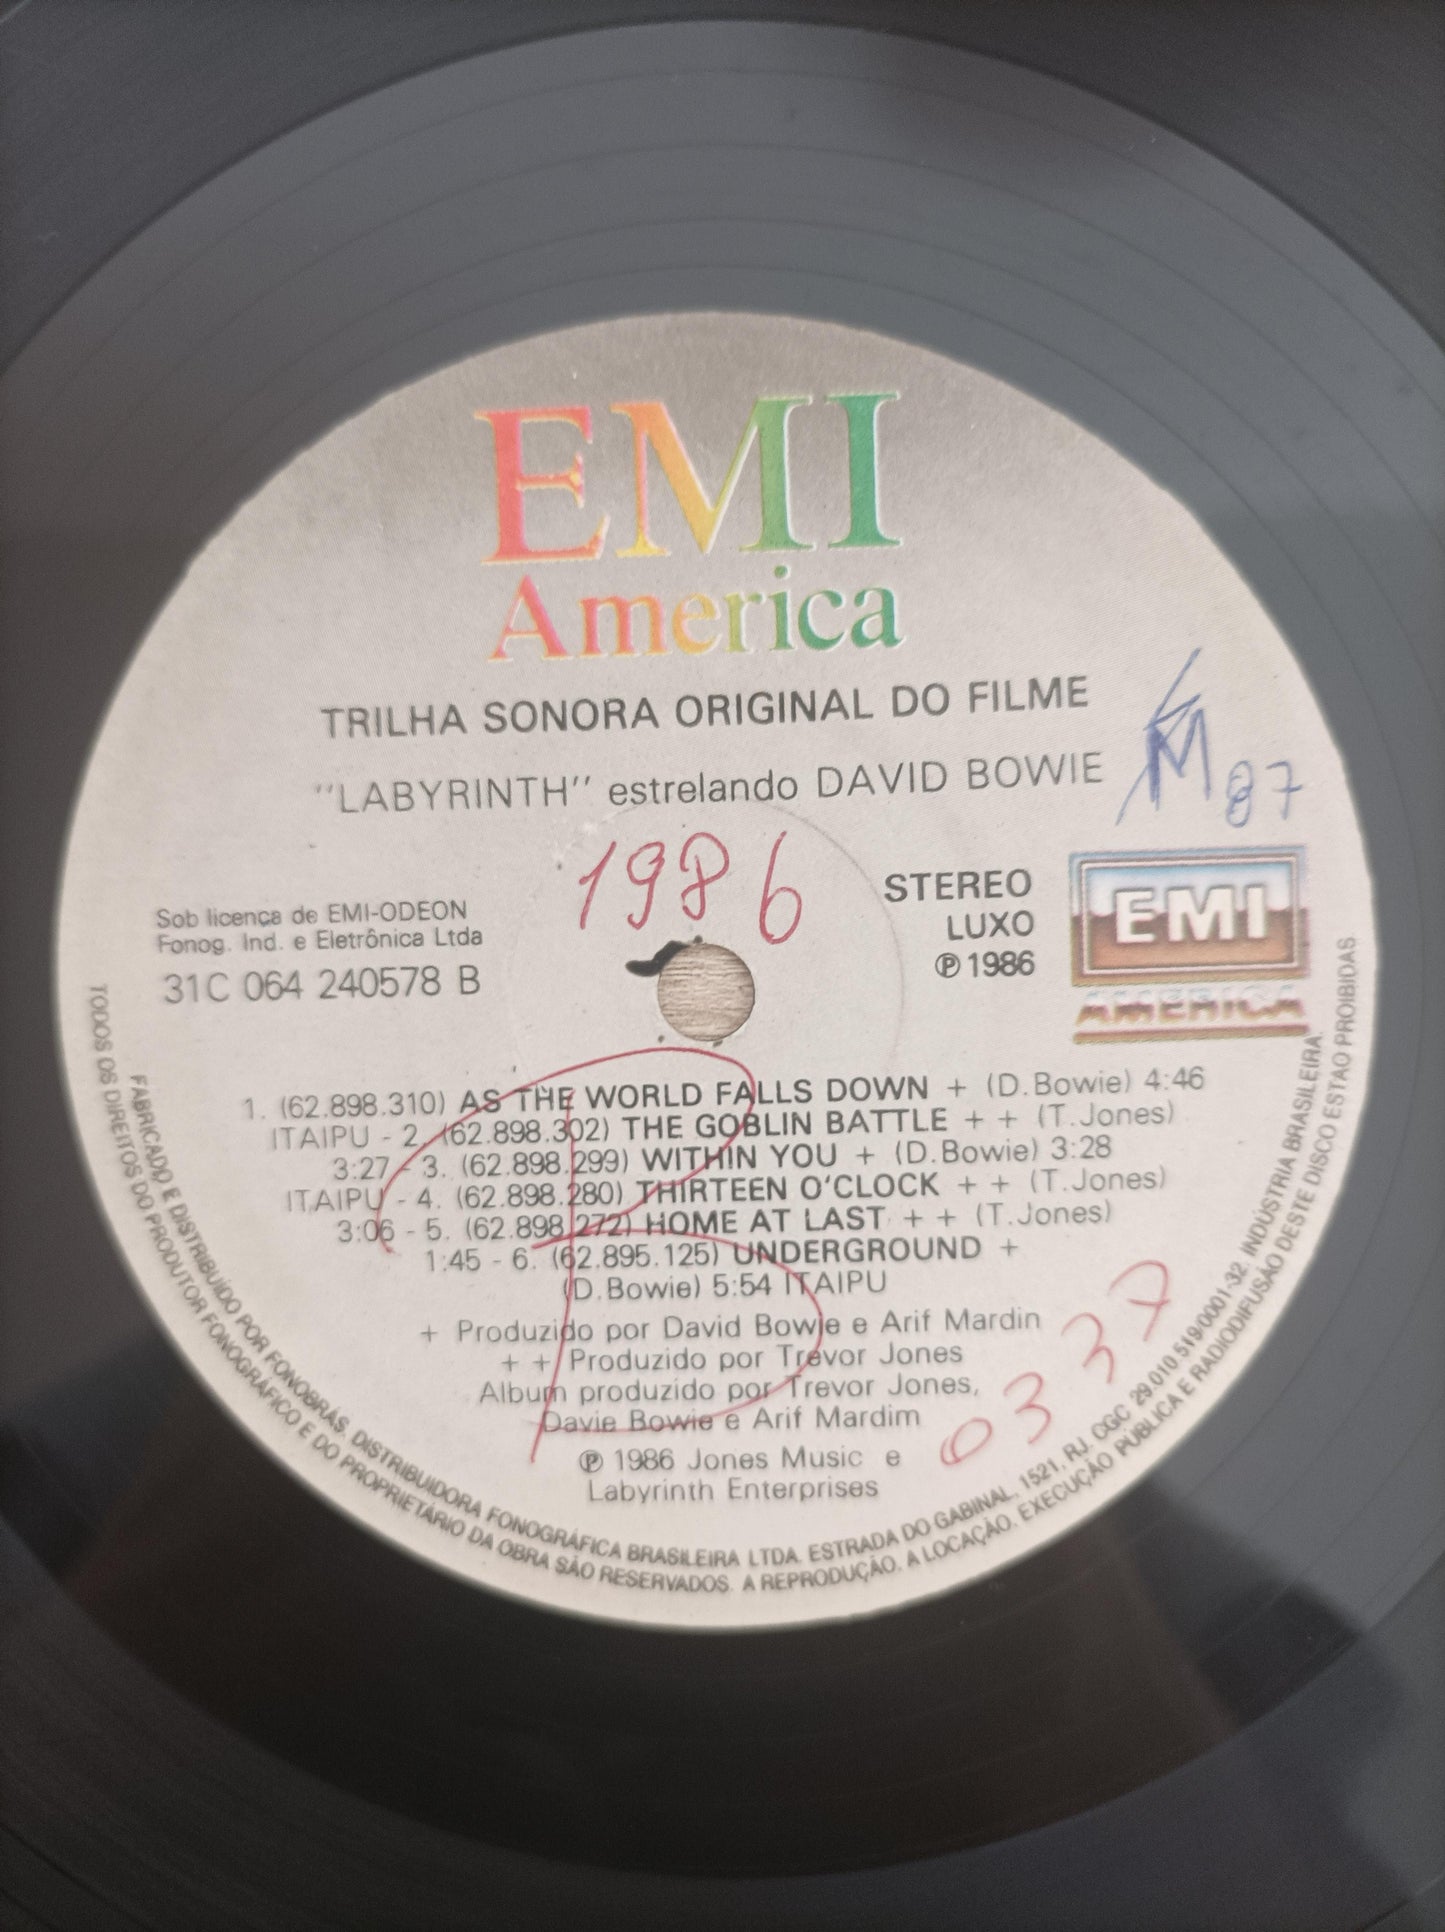 EMI
America
TRILHA SONORA ORIGINAL DO FILME
"LABYRINTH" estrelando DAVID BOWIE
87
1986
Sob licença de EMI-ODEON
Fonog. Ind. e Eletrônica Ltda
31C 064 240578 B
STEREO
LUXO
℗ 1986
EMI
AMERICA
1. (62.898.310) AS THE WORLD FALLS DOWN + (D.Bowie) 4:46
ITAIPU - 2. (62.898.302) THE GOBLIN BATTLE + + (T.Jones)
3:27 - 3. (62.898.299) WITHIN YOU + (D.Bowie) 3:28
ITAIPU - 4. (62.898.280) THIRTEEN O'CLOCK + + (T.Jones)
3:06 - 5. (62.898.272) HOME AT LAST + + (T.Jones)
1:45 - 6. (62.895.125) UNDERGROUND +
(D.Bowie) 5:54 ITAIPU
+ Produzido por David Bowie e Arif Mardin
+ + Produzido por Trevor Jones
Album produzido por Trevor Jones,
Davie Bowie e Arif Mardim
℗ 1986 Jones Music e
Labyrinth Enterprises
B
0337
FABRICADO E DISTRIBUÍDO POR FONOBRÁS. DISTRIBUIDORA FONOGRÁFICA BRASILEIRA LTDA. ESTRADA DO GABINAL, 1521, RJ. CGC 29.010.519/0001-32. INDÚSTRIA BRASILEIRA.
TODOS OS DIREITOS DO PRODUTOR FONOGRÁFICO E DO PROPRIETÁRIO DA OBRA SÃO RESERVADOS. A REPRODUÇÃO, A LOCAÇÃO, EXECUÇÃO PÚBLICA E RADIODIFUSÃO DESTE DISCO ESTÃO PROIBIDAS